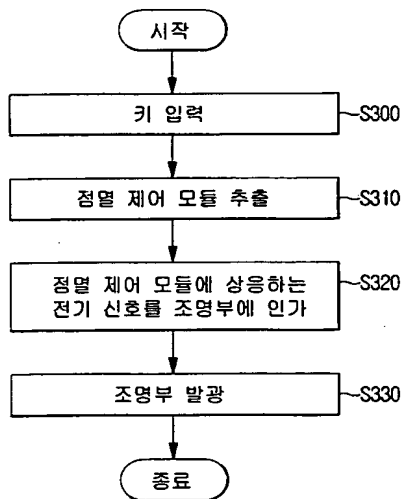 시작
키 입력
S300
점멸 제어 모듈 추출
S310
점멸 제어 모듈에 상응하는
전기 신호를 조명부에 인가
S320
조명부 발광
S330
종료